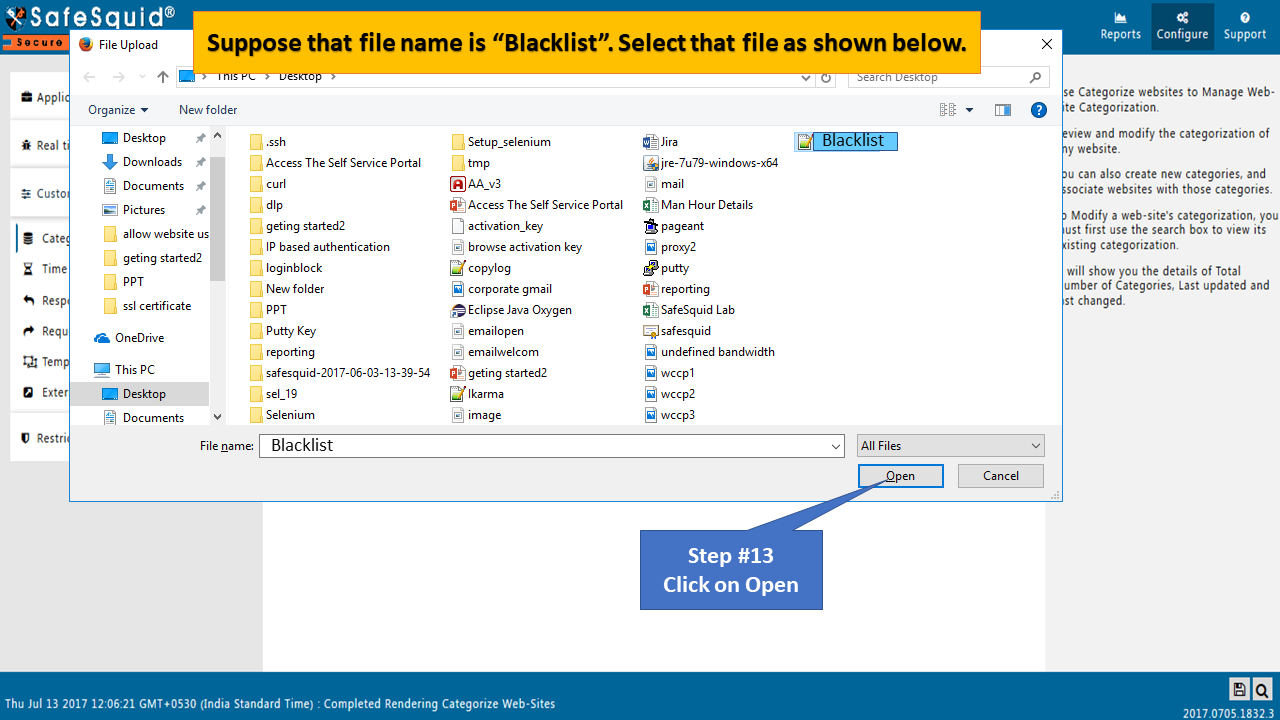 SafeSquid®
Secure
Reports
Configure
Support
Suppose that file name is “Blacklist”. Select that file as shown below.
File Upload
This PC
Desktop
Search Desktop
Organize
New folder
Desktop
Downloads
Documents
Pictures
allow website us
geting started2
PPT
ssl certificate
OneDrive
This PC
Desktop
Documents
.ssh
Access The Self Service Portal
curl
dlp
geting started2
IP based authentication
loginblock
New folder
PPT
Putty Key
reporting
safesquid-2017-06-03-13-39-54
sel_19
Selenium
Setup_selenium
tmp
AA_v3
Access The Self Service Portal
activation_key
browse activation key
copylog
corporate gmail
Eclipse Java Oxygen
emailopen
emailwelcom
geting started2
Ikarma
image
Jira
jre-7u79-windows-x64
mail
Man Hour Details
pageant
proxy2
putty
reporting
SafeSquid Lab
safesquid
undefined bandwidth
wccp1
wccp2
wccp3
Blacklist
File name:
Blacklist
All Files
Open
Cancel
Step #13
Click on Open
Applic
Real ti
Custo
Categ
Time
Respo
Requ
Temp
Exter
Restri
se Categorize websites to Manage Web-
ite Categorization.
eview and modify the categorization of
ny website.
ou can also create new categories, and
ssociate websites with those categories.
o Modify a web-site's categorization, you
ust first use the search box to view its
xisting categorization.
will show you the details of Total
umber of Categories, Last updated and
st changed.
Thu Jul 13 2017 12:06:21 GMT+0530 (India Standard Time) : Completed Rendering Categorize Web-Sites
2017.0705.1832.3